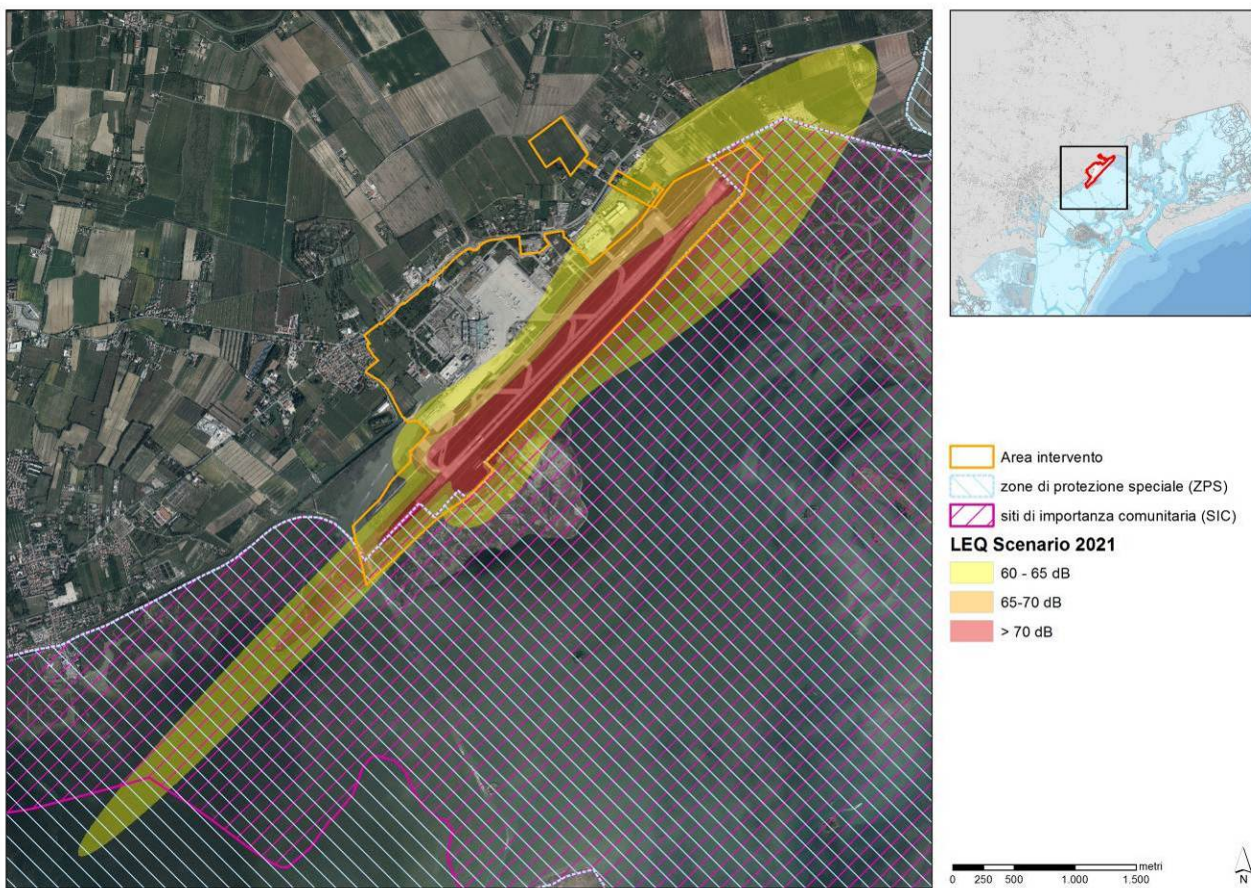 Area intervento
zone di protezione speciale (ZPS)
siti di importanza comunitaria (SIC)
LEQ Scenario 2021
60 - 65 dB
65-70 dB
> 70 dB
metri
0 250 500 1.000 1.500
N